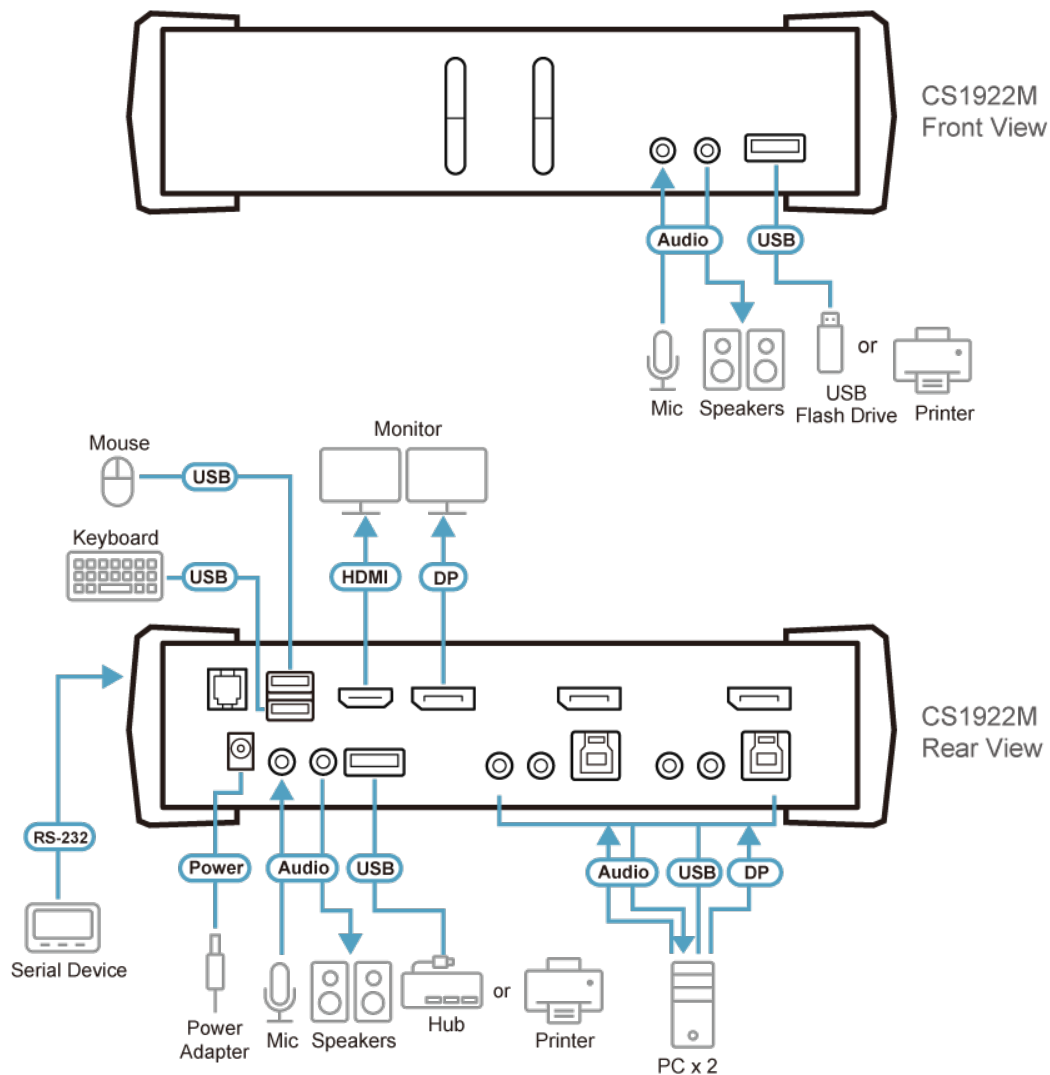 CS1922M
Front View
Audio
USB
or
Mic
Speakers
USB
Flash Drive
Printer
Mouse
USB
Monitor
Keyboard
USB
HDMI
DP
CS1922M
Rear View
RS-232
Power
Audio
USB
Audio
USB
DP
Serial Device
or
Power
Adapter
Mic
Speakers
Hub
Printer
PC x 2